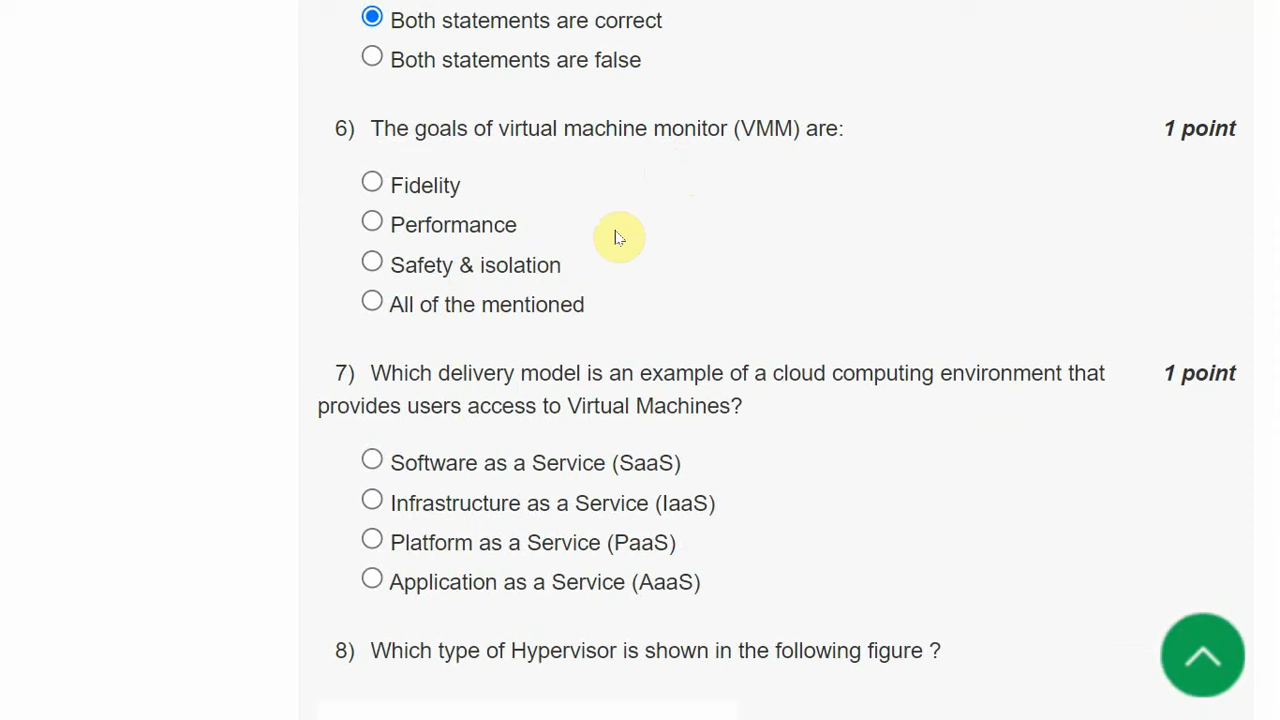 Both statements are correct
Both statements are false
6) The goals of virtual machine monitor (VMM) are: 1 point
Fidelity
Performance
Safety & isolation
All of the mentioned
7) Which delivery model is an example of a cloud computing environment that 1 point
provides users access to Virtual Machines?
Software as a Service (SaaS)
Infrastructure as a Service (IaaS)
Platform as a Service (PaaS)
Application as a Service (AaaS)
8) Which type of Hypervisor is shown in the following figure ?